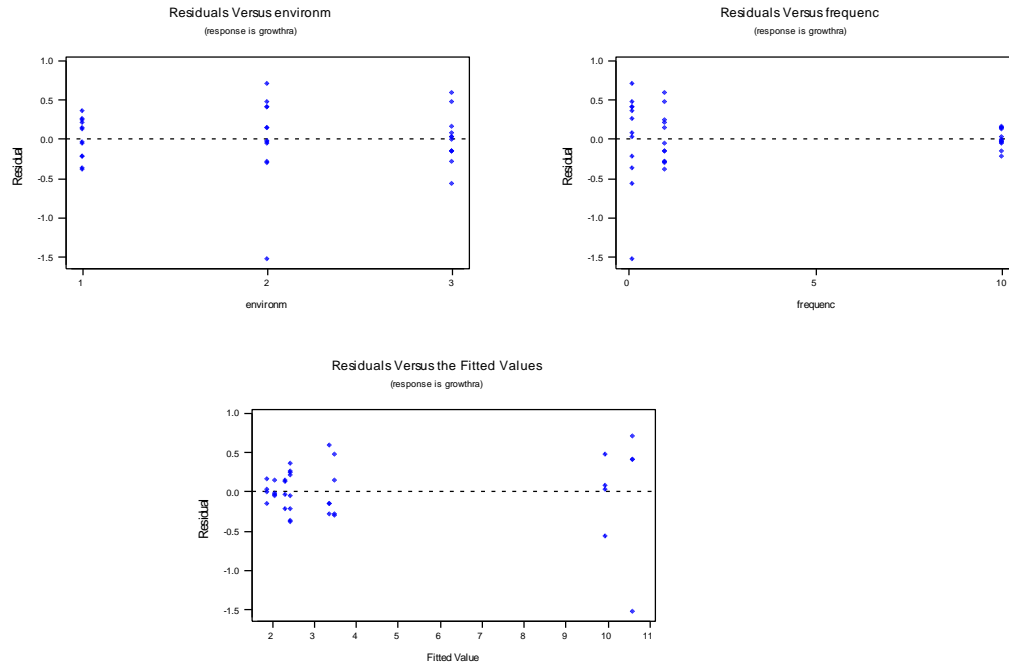 Residuals Versus environm
(response is growthra)
1.0
0.5
0.0
-0.5
-1.0
-1.5
Residual
1
2
3
environm
Residuals Versus frequenc
(response is growthra)
1.0
0.5
0.0
-0.5
-1.0
-1.5
Residual
0
5
10
frequenc
Residuals Versus the Fitted Values
(response is growthra)
1.0
0.5
0.0
-0.5
-1.0
-1.5
Residual
2 3 4 5 6 7 8 9 10 11
Fitted Value